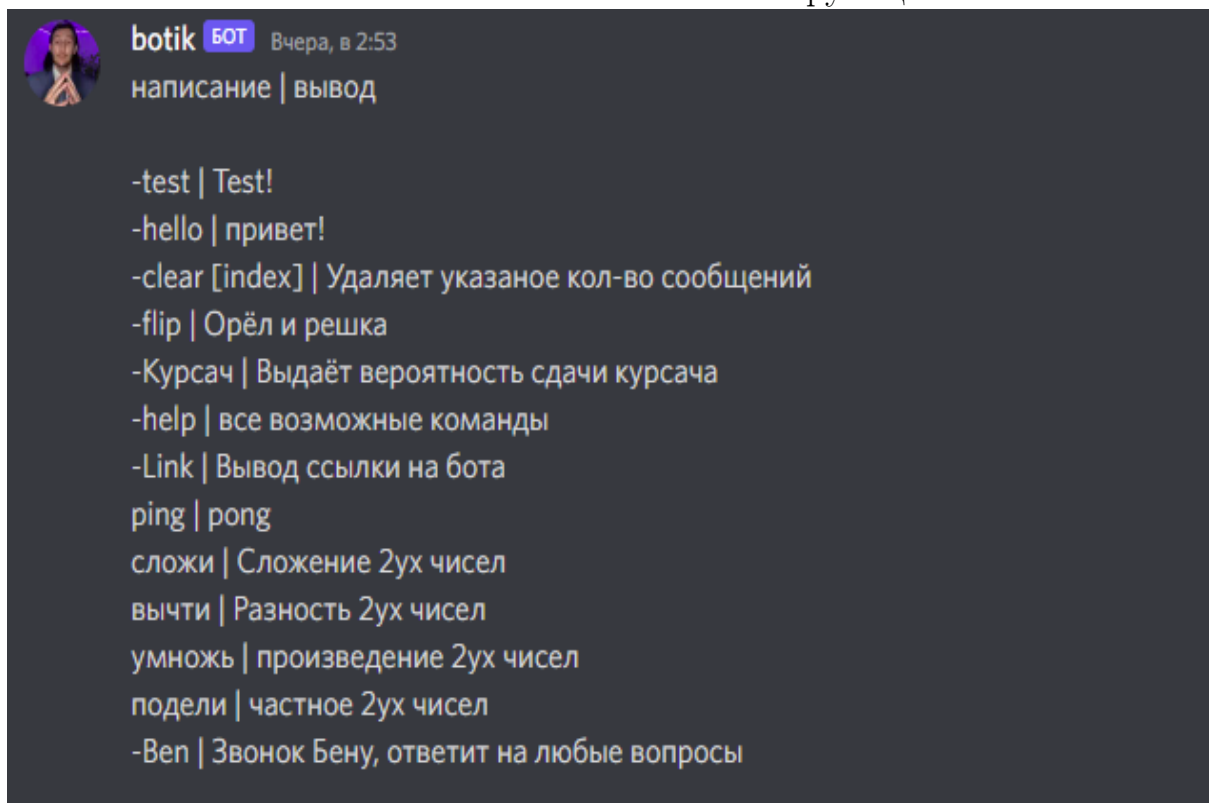 botik БОТ Вчера, в 2:53
написание | вывод
-test | Test!
-hello | привет!
-clear [index] | Удаляет указаное кол-во сообщений
-flip | Орёл и решка
-Курсач | Выдаёт вероятность сдачи курсача
-help | все возможные команды
-Link | Вывод ссылки на бота
ping | pong
сложи | Сложение 2ух чисел
вычти | Разность 2ух чисел
умножь | произведение 2ух чисел
подели | частное 2ух чисел
-Ben | Звонок Бену, ответит на любые вопросы